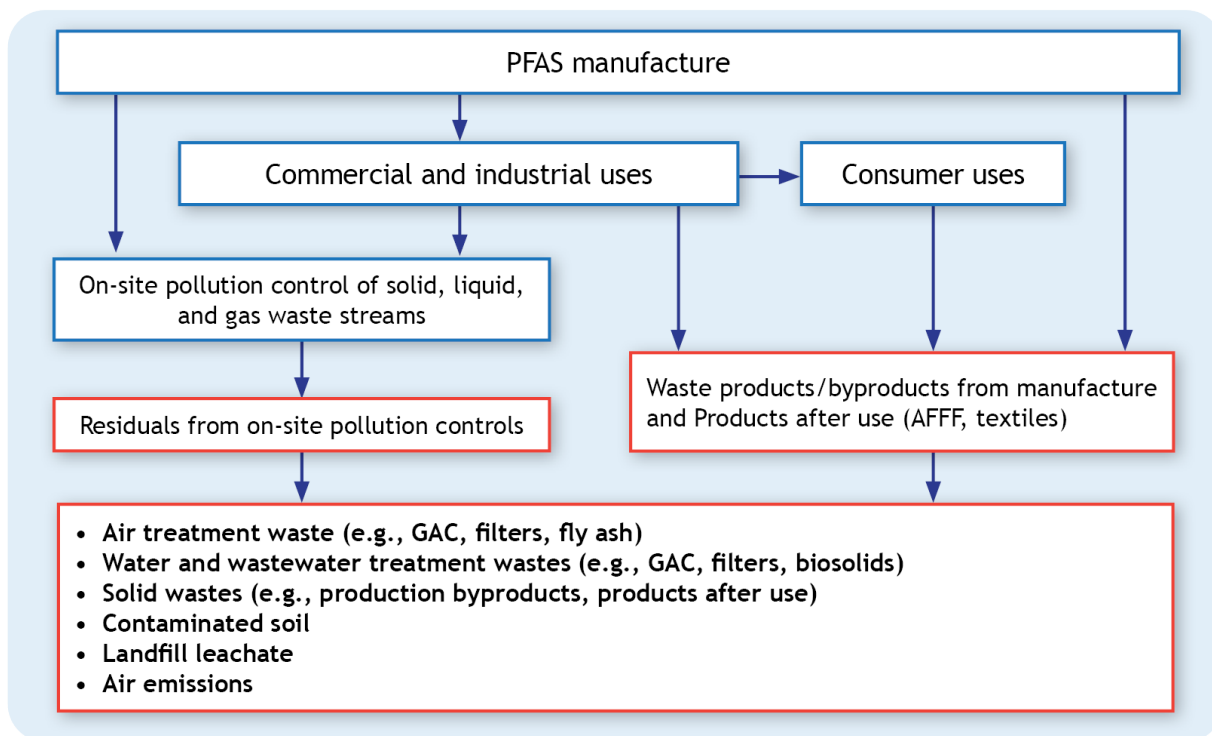 PFAS manufacture
Commercial and industrial uses
Consumer uses
On-site pollution control of solid, liquid,
and gas waste streams
Waste products/byproducts from manufacture
and Products after use (AFFF, textiles)
Residuals from on-site pollution controls
• Air treatment waste (e.g., GAC, filters, fly ash)
• Water and wastewater treatment wastes (e.g., GAC, filters, biosolids)
• Solid wastes (e.g., production byproducts, products after use)
• Contaminated soil
• Landfill leachate
• Air emissions